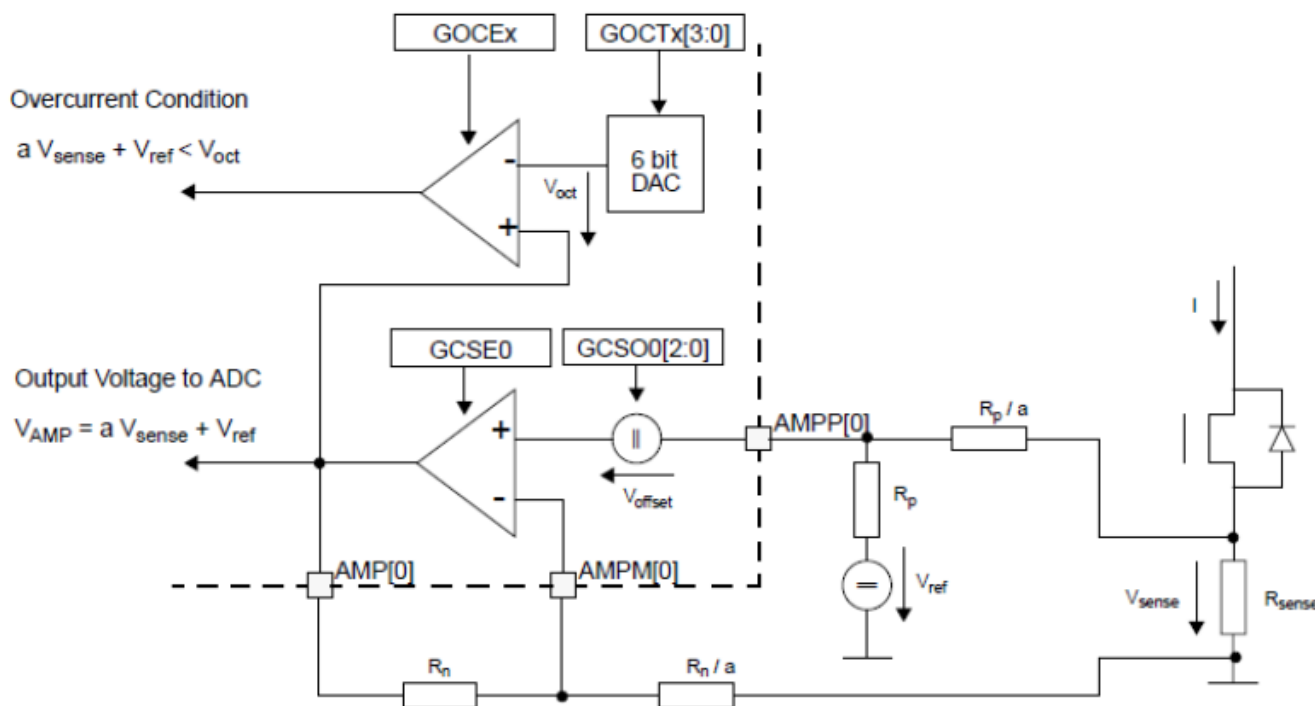 GOCEx
GOCTx[3:0]
Overcurrent Condition
a Vsense + Vref < Voct
-
+
Voct
6 bit
DAC
I
GCSE0
GCSO0[2:0]
Output Voltage to ADC
VAMP = a Vsense + Vref
+
-
Voffset
AMPP[0]
Rp / a
Rp
Vref
AMP[0]
AMPM[0]
Vsense
Rsense
Rn
Rn / a